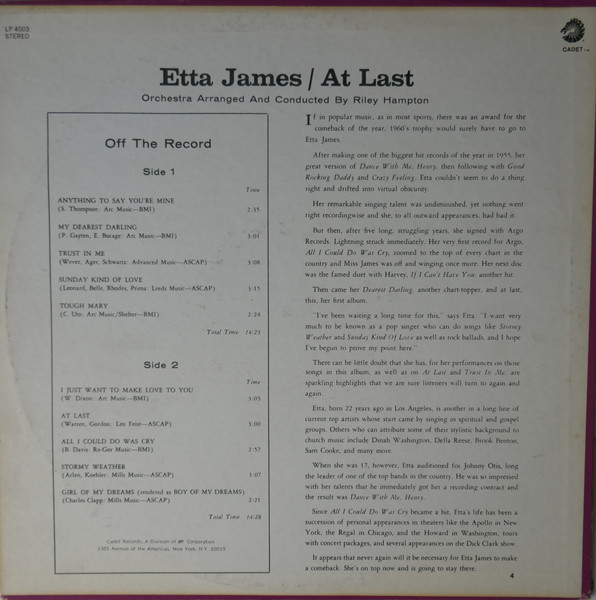 LP 4003
STEREO
CADET
Etta James / At Last
Orchestra Arranged And Conducted By Riley Hampton
Off The Record
Side 1
Time
ANYTHING TO SAY YOU'RE MINE
(S. Thompson: Arc Music—BMI) 2:35
MY DEAREST DARLING
(P. Gayten, E. Bocage: Arc Music—BMI) 3:01
TRUST IN ME
(Wever, Ager, Schwartz: Advanced Music—ASCAP) 3:08
SUNDAY KIND OF LOVE
(Leonard, Belle, Rhodes, Prima: Leeds Music—ASCAP) 3:15
TOUGH MARY
(C. Uto: Arc Music/Shelter—BMI) 2:24
Total Time 14:23
Side 2
Time
I JUST WANT TO MAKE LOVE TO YOU
(W. Dixon: Arc Music—BMI) 3:03
AT LAST
(Warren, Gordon: Leo Feist—ASCAP) 3:00
ALL I COULD DO WAS CRY
(B. Davis: Ro-Gor Music—BMI) 2:57
STORMY WEATHER
(Arlen, Koehler: Mills Music—ASCAP) 3:07
GIRL OF MY DREAMS (rendered as BOY OF MY DREAMS)
(Charles Clapp: Mills Music—ASCAP) 2:21
Total Time 14:28
Cadet Records, A Division of Corporation
1301 Avenue of the Americas, New York, N.Y. 10019
If in popular music, as in most sports, there was an award for the
comeback of the year, 1960's trophy would surely have to go to
Etta James.
After making one of the biggest hit records of the year in 1955, her
great version of Dance With Me, Henry, then following with Good
Rocking Daddy and Crazy Feeling, Etta couldn't seem to do a thing
right and drifted into virtual obscurity.
Her remarkable singing talent was undiminished, yet nothing went
right recordingwise and she, to all outward appearances, had had it.
But then, after five long, struggling years, she signed with Argo
Records. Lightning struck immediately. Her very first record for Argo,
All I Could Do Was Cry, zoomed to the top of every chart in the
country and Miss James was off and winging once more. Her next disc
was the famed duet with Harvey, If I Can't Have You, another hit.
Then came her Dearest Darling, another chart-topper, and at last,
this, her first album.
"I've been waiting a long time for this," says Etta. "I want very
much to be known as a pop singer who can do songs like Stormy
Weather and Sunday Kind Of Love as well as rock ballads, and I hope
I've begun to prove my point here."
There can be little doubt that she has, for her performances on those
songs in this album, as well as on At Last and Trust In Me, are
sparkling highlights that we are sure listeners will turn to again and
again.
Etta, born 22 years ago in Los Angeles, is another in a long line of
current top artists whose start came by singing in spiritual and gospel
groups. Others who can attribute some of their stylistic background to
church music include Dinah Washington, Della Reese, Brook Benton,
Sam Cooke, and many more.
When she was 17, however, Etta auditioned for Johnny Otis, long
the leader of one of the top bands in the country. He was so impressed
with her talents that he immediately got her a recording contract and
the result was Dance With Me, Henry.
Since All I Could Do Was Cry became a hit, Etta's life has been a
succession of personal appearances in theaters like the Apollo in New
York, the Regal in Chicago, and the Howard in Washington, tours
with concert packages, and several appearances on the Dick Clark show.
It appears that never again will it be necessary for Etta James to make
a comeback. She's on top now and is going to stay there.
4